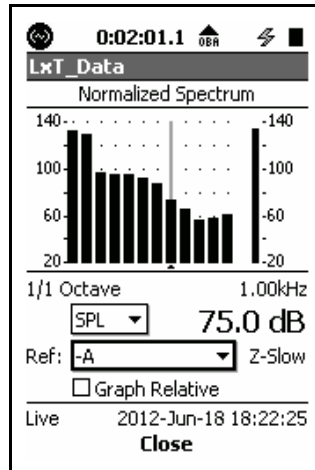 0:02:01.1 OBA
LxT_Data
Normalized Spectrum
140 -140
100 -100
60 -60
20 -20
1/1 Octave 1.00kHz
SPL 75.0 dB
Ref: -A Z-Slow
Graph Relative
Live 2012-Jun-18 18:22:25
Close